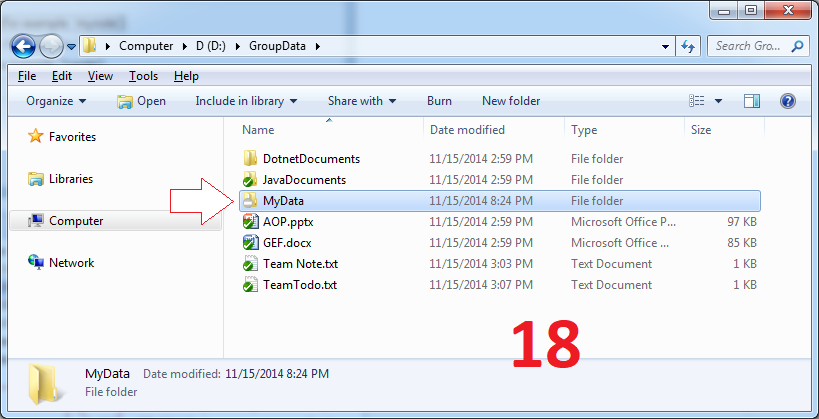 Computer D (D:) GroupData Search Gro...
File Edit View Tools Help
Organize Open Include in library Share with Burn New folder
Favorites
Libraries
Computer
Network
Name Date modified Type Size
DotnetDocuments 11/15/2014 2:59 PM File folder
JavaDocuments 11/15/2014 2:59 PM File folder
MyData 11/15/2014 8:24 PM File folder
AOP.pptx 11/15/2014 2:59 PM Microsoft Office P... 97 KB
GEF.docx 11/15/2014 2:59 PM Microsoft Office ... 85 KB
Team Note.txt 11/15/2014 3:03 PM Text Document 1 KB
TeamTodo.txt 11/15/2014 3:07 PM Text Document 1 KB
18
MyData Date modified: 11/15/2014 8:24 PM
File folder